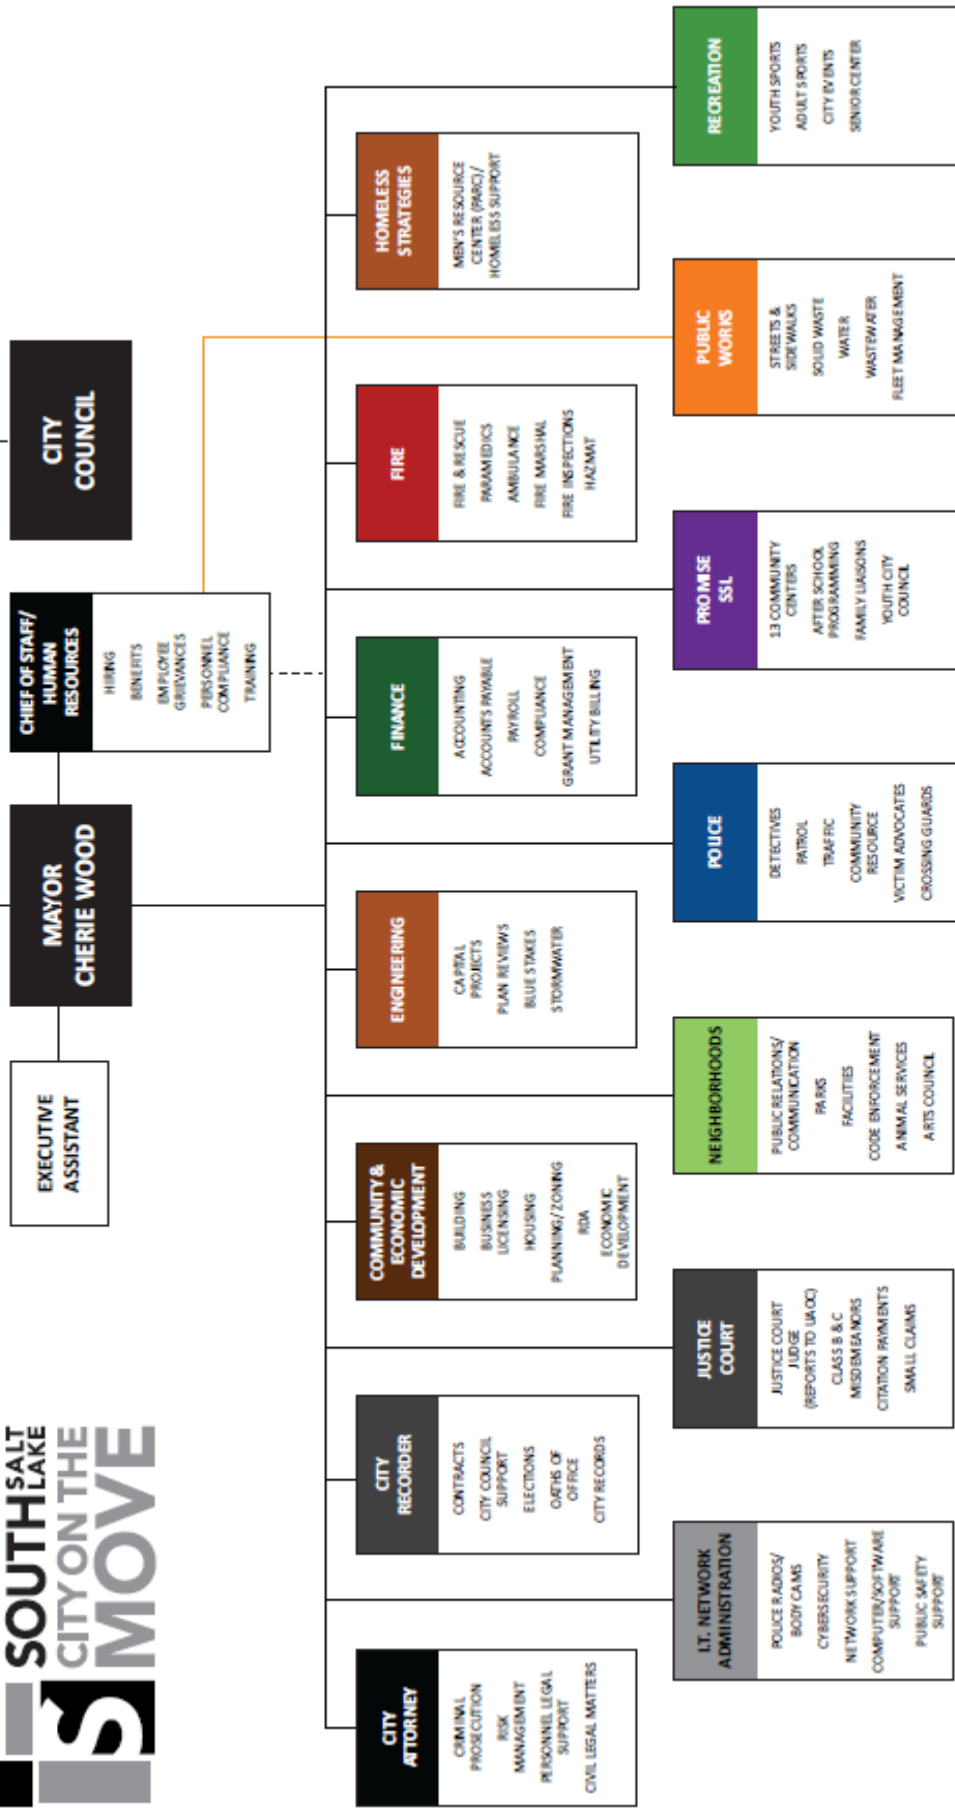 SOUTH SALT LAKE
CITY ON THE
MOVE
iS
EXECUTIVE
ASSISTANT
MAYOR
CHERIE WOOD
CHIEF OF STAFF/
HUMAN
RESOURCES
HIRING
BENEFITS
EMPLOYEE
GRIEVANCES
PERSONNEL
COMPLIANCE
TRAINING
CITY
COUNCIL
CITY
ATTORNEY
CRIMINAL
PROSECUTION
RISK
MANAGEMENT
PERSONNEL LEGAL
SUPPORT
CIVIL LEGAL MATTERS
CITY
RECORDER
CONTRACTS
CITY COUNCIL
SUPPORT
ELECTIONS
OATHS OF
OFFICE
CITY RECORDS
COMMUNITY &
ECONOMIC
DEVELOPMENT
BUILDING
BUSINESS
LICENSING
HOUSING
PLANNING/ZONING
RDA
ECONOMIC
DEVELOPMENT
ENGINEERING
CAPITAL
PROJECTS
PLAN REVIEWS
BLUE STAKES
STORMWATER
FINANCE
ACCOUNTING
ACCOUNTS PAYABLE
PAYROLL
COMPLIANCE
GRANT MANAGEMENT
UTILITY BILLING
FIRE
FIRE & RESCUE
PARAMEDICS
AMBULANCE
FIRE MARSHAL
FIRE INSPECTIONS
HAZMAT
HOMELESS
STRATEGIES
MEN'S RESOURCE
CENTER (PARC)/
HOMELESS SUPPORT
I.T. NETWORK
ADMINISTRATION
POLICE RADIOS/
BODY CAMS
CYBERSECURITY
NETWORK SUPPORT
COMPUTER/SOFTWARE
SUPPORT
PUBLIC SAFETY
SUPPORT
JUSTICE
COURT
JUSTICE COURT
JUDGE
(REPORTS TO UAOC)
CLASS B & C
MISDEMEANORS
CITATION PAYMENTS
SMALL CLAIMS
NEIGHBORHOODS
PUBLIC RELATIONS/
COMMUNICATION
PARKS
FACILITIES
CODE ENFORCEMENT
ANIMAL SERVICES
ARTS COUNCIL
POLICE
DETECTIVES
PATROL
TRAFFIC
COMMUNITY
RESOURCE
VICTIM ADVOCATES
CROSSING GUARDS
PROMISE
SSL
13 COMMUNITY
CENTERS
AFTER SCHOOL
PROGRAMMING
FAMILY LIAISONS
YOUTH CITY
COUNCIL
PUBLIC
WORKS
STREETS &
SIDEWALKS
SOLID WASTE
WATER
WASTEWATER
FLEET MANAGEMENT
RECREATION
YOUTH SPORTS
ADULT SPORTS
CITY EVENTS
SENIOR CENTER